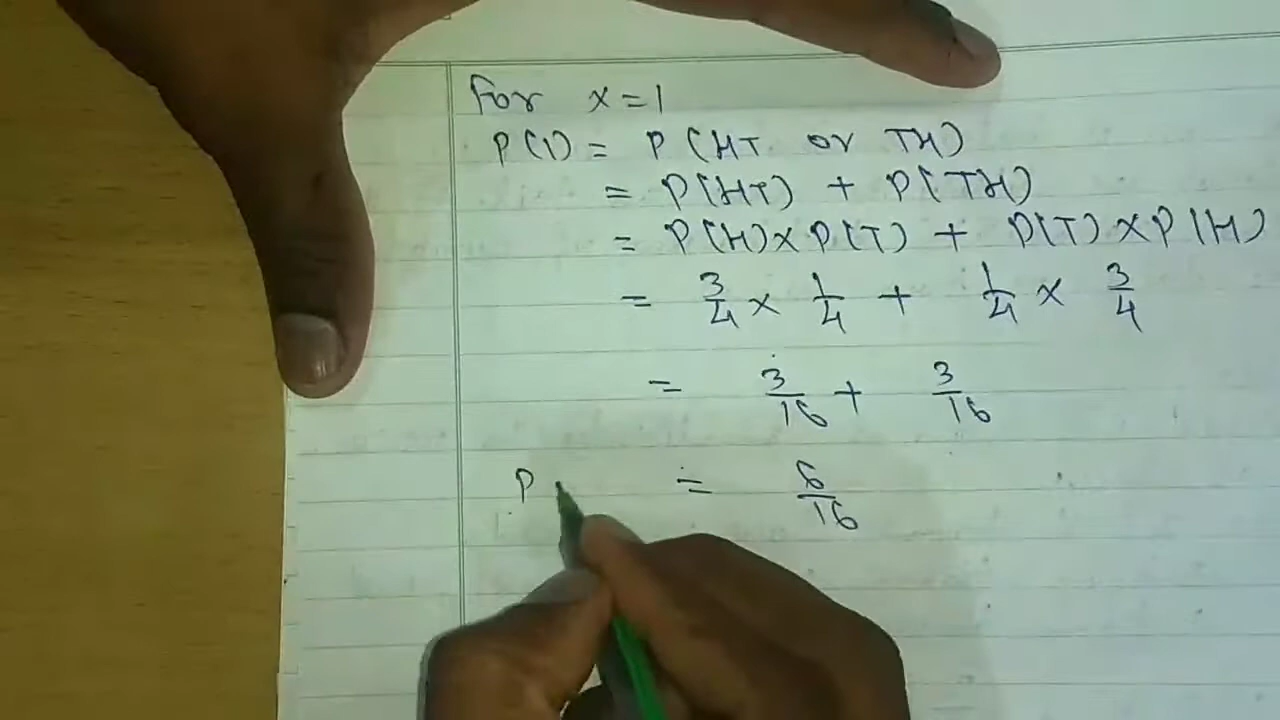 for x=1
P(1) = P(HT or TH)
= P(HT) + P(TH)
= P(H)×P(T) + P(T)×P(H)
= 3/4 × 1/4 + 1/4 × 3/4
= 3/16 + 3/16
P = 6/16